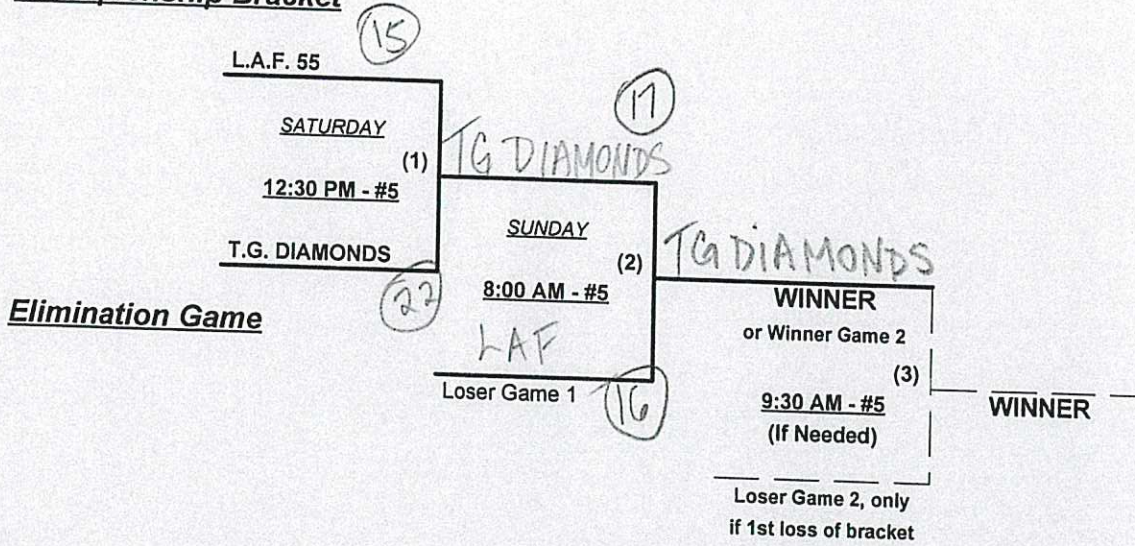 Bracket
15
L.A.F. 55
SATURDAY
(1)
12:30 PM - #5
T.G. DIAMONDS
22
TG DIAMONDS
17
SUNDAY
(2)
8:00 AM - #5
LAF
Loser Game 1
16
TG DIAMONDS
WINNER
or Winner Game 2
(3)
9:30 AM - #5
(If Needed)
Loser Game 2, only
if 1st loss of bracket
WINNER
Elimination Game